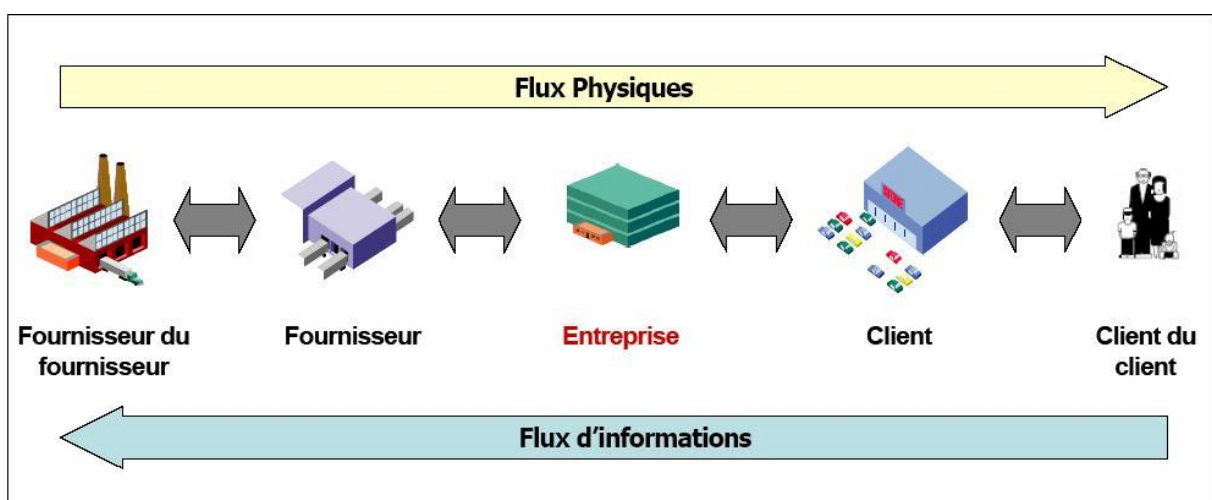 Flux Physiques
Fournisseur du
fournisseur
Fournisseur
Entreprise
Client
Client du
client
Flux d’informations